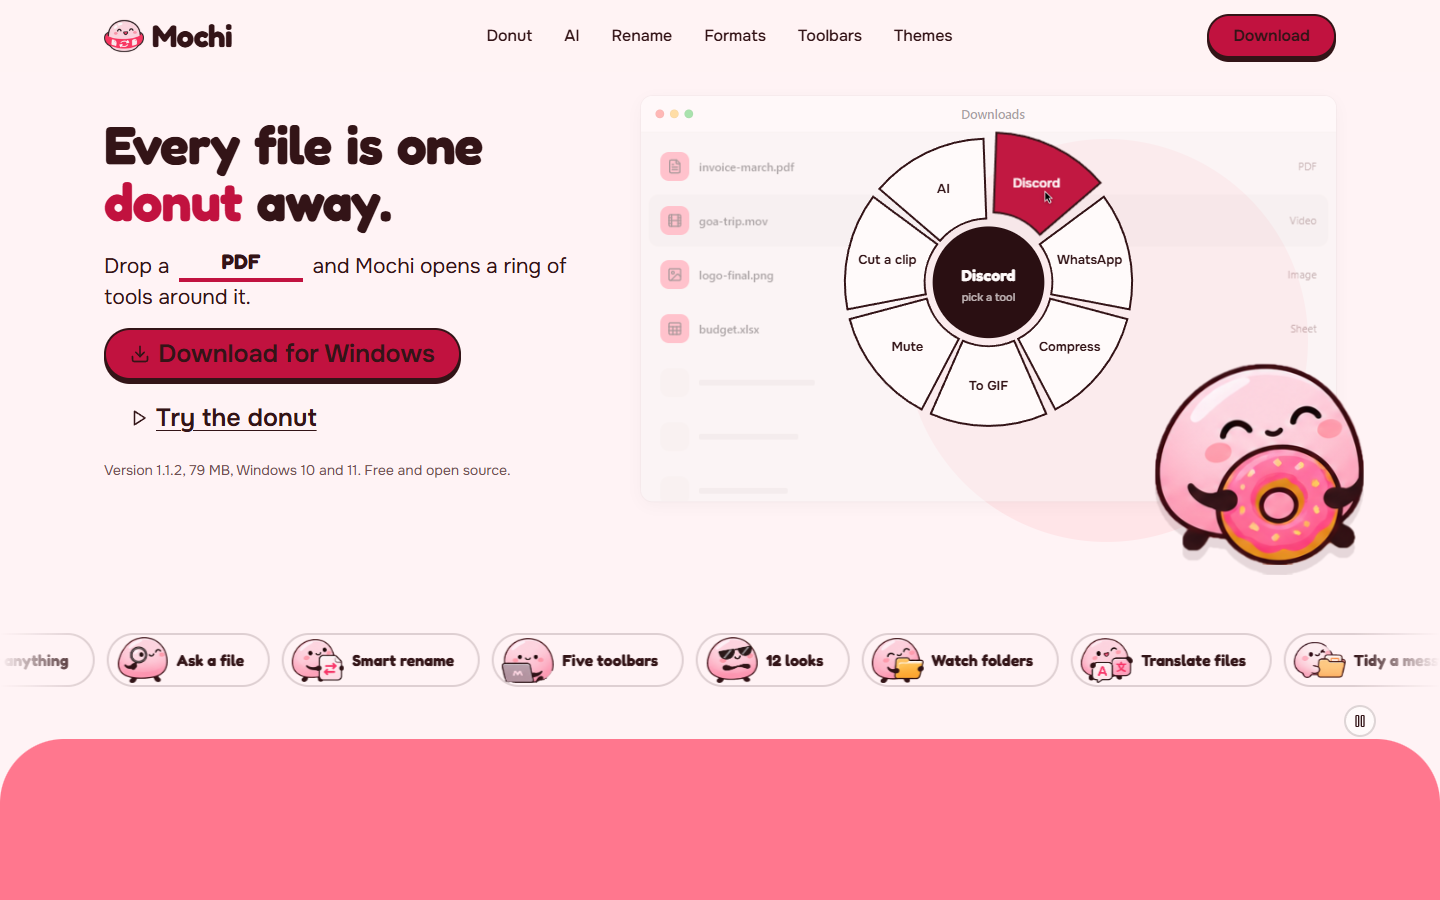 Mochi
Donut AI Rename Formats Toolbars Themes
Download
Every file is one
donut away.
Drop a PDF and Mochi opens a ring of
tools around it.
Download for Windows
Try the donut
Version 1.1.2, 79 MB, Windows 10 and 11. Free and open source.
Downloads
invoice-march.pdf PDF
goa-trip.mov Video
logo-final.png Image
budget.xlsx Sheet
AI
Discord
Cut a clip
WhatsApp
Discord
pick a tool
Mute
Compress
To GIF
anything
Ask a file
Smart rename
Five toolbars
12 looks
Watch folders
Translate files
A 文
Tidy a mess